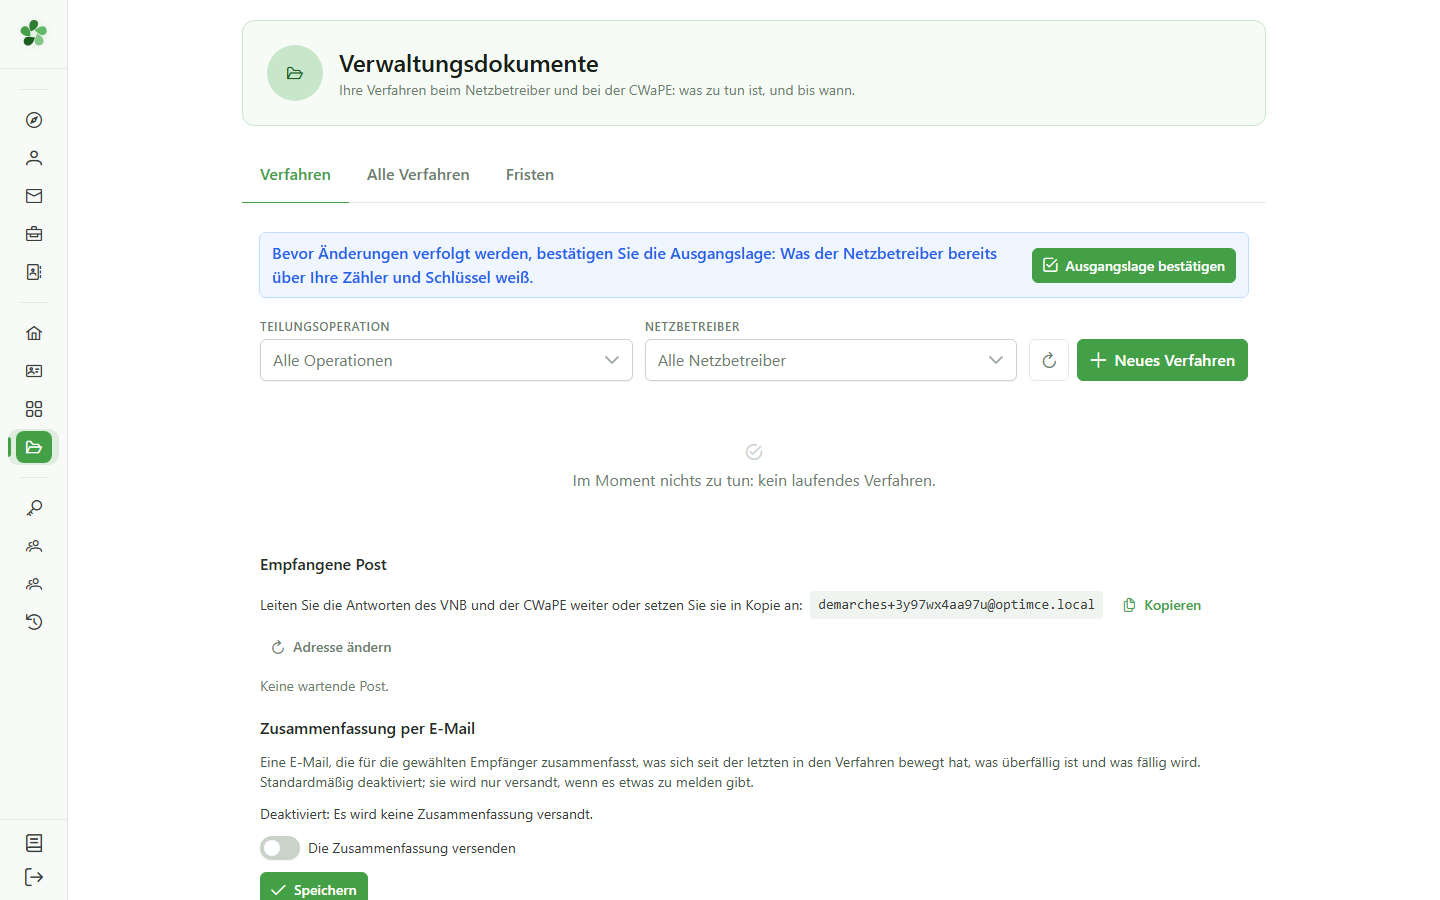 Verwaltungsdokumente
Ihre Verfahren beim Netzbetreiber und bei der CWaPE: was zu tun ist, und bis wann.
Verfahren
Alle Verfahren
Fristen
Bevor Änderungen verfolgt werden, bestätigen Sie die Ausgangslage: Was der Netzbetreiber bereits
über Ihre Zähler und Schlüssel weiß.
Ausgangslage bestätigen
TEILUNGSOPERATION
NETZBETREIBER
Alle Operationen
Alle Netzbetreiber
Neues Verfahren
Im Moment nichts zu tun: kein laufendes Verfahren.
Empfangene Post
Leiten Sie die Antworten des VNB und der CWaPE weiter oder setzen Sie sie in Kopie an:
demarches+3y97wx4aa97u@optimce.local
Kopieren
Adresse ändern
Keine wartende Post.
Zusammenfassung per E-Mail
Eine E-Mail, die für die gewählten Empfänger zusammenfasst, was sich seit der letzten in den Verfahren bewegt hat, was überfällig ist und was fällig wird.
Standardmäßig deaktiviert; sie wird nur versandt, wenn es etwas zu melden gibt.
Deaktiviert: Es wird keine Zusammenfassung versandt.
Die Zusammenfassung versenden
Speichern